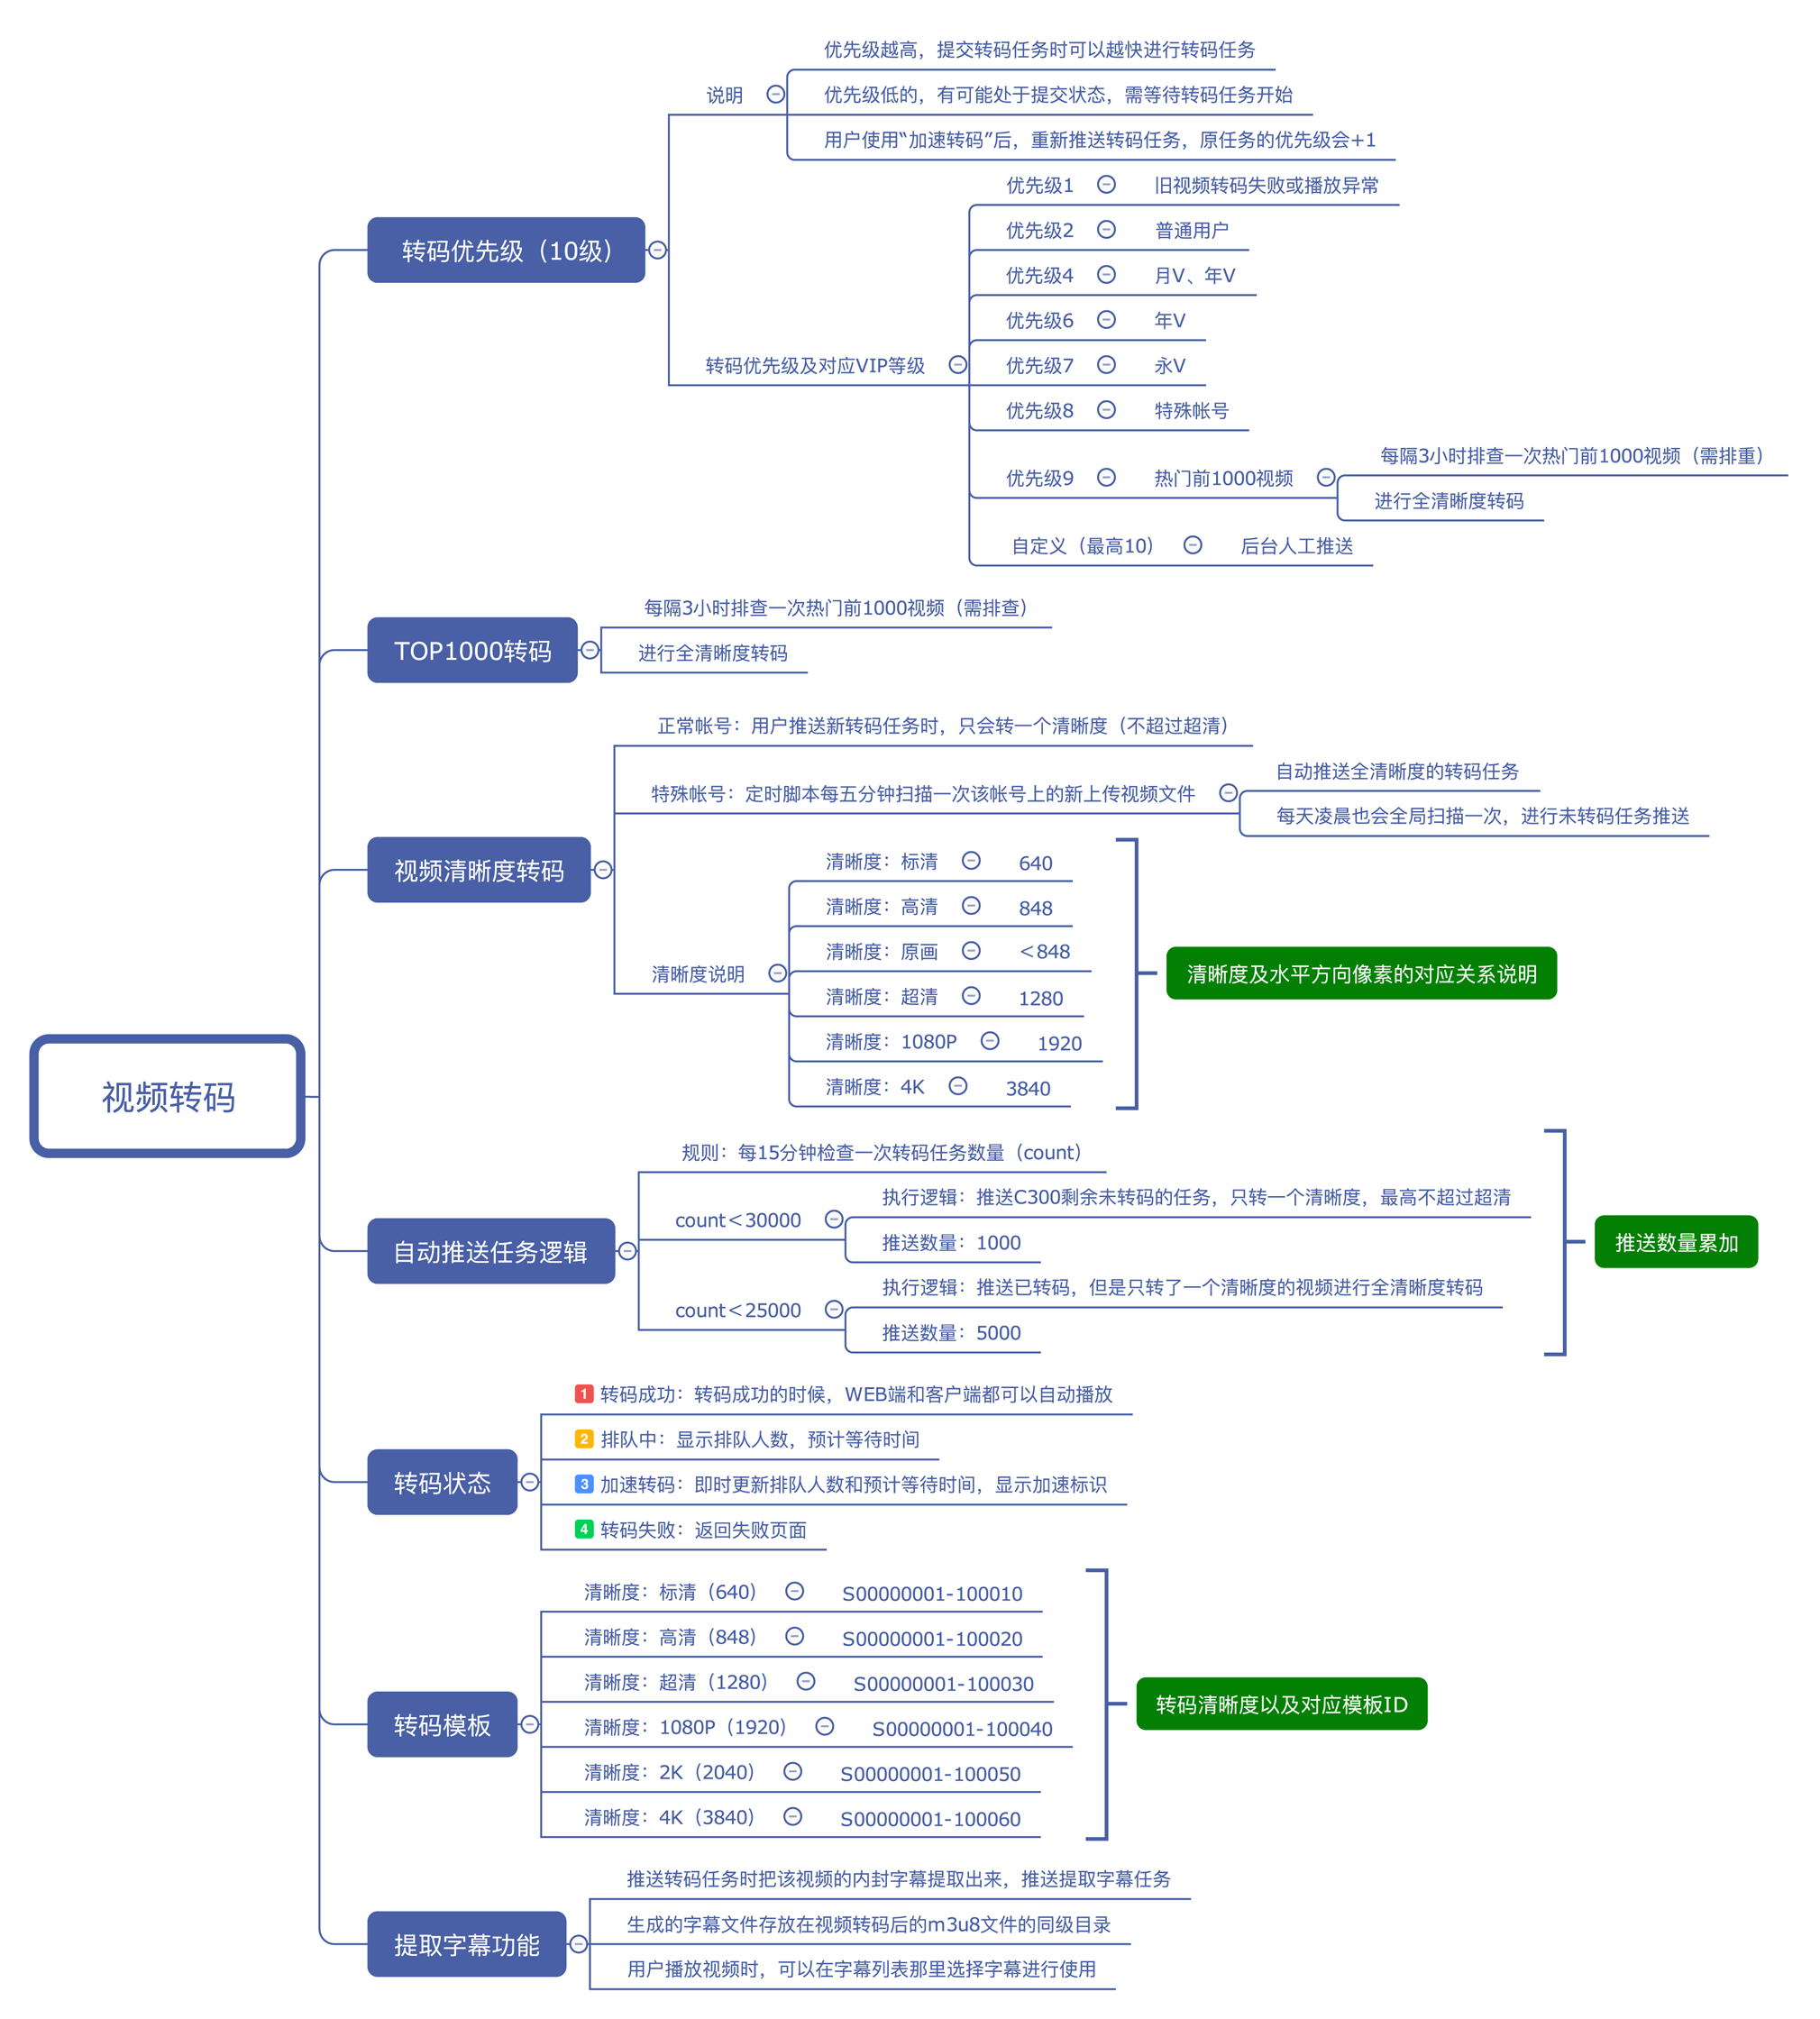 视频转码
转码优先级（10级）
说明
优先级越高，提交转码任务时可以越快进行转码任务
优先级低的，有可能处于提交状态，需等待转码任务开始
用户使用“加速转码”后，重新推送转码任务，原任务的优先级会+1
转码优先级及对应VIP等级
优先级1 旧视频转码失败或播放异常
优先级2 普通用户
优先级4 月V、年V
优先级6 年V
优先级7 永V
优先级8 特殊帐号
优先级9 热门前1000视频
每隔3小时排查一次热门前1000视频（需排重）
进行全清晰度转码
自定义（最高10） 后台人工推送
TOP1000转码
每隔3小时排查一次热门前1000视频（需排查）
进行全清晰度转码
视频清晰度转码
正常帐号：用户推送新转码任务时，只会转一个清晰度（不超过超清）
特殊帐号：定时脚本每五分钟扫描一次该帐号上的新上传视频文件
自动推送全清晰度的转码任务
每天凌晨也会全局扫描一次，进行未转码任务推送
清晰度说明
清晰度：标清 640
清晰度：高清 848
清晰度：原画 ＜848
清晰度：超清 1280
清晰度：1080P 1920
清晰度：4K 3840
清晰度及水平方向像素的对应关系说明
自动推送任务逻辑
规则：每15分钟检查一次转码任务数量（count）
count＜30000
执行逻辑：推送C300剩余未转码的任务，只转一个清晰度，最高不超过超清
推送数量：1000
count＜25000
执行逻辑：推送已转码，但是只转了一个清晰度的视频进行全清晰度转码
推送数量：5000
推送数量累加
转码状态
1 转码成功：转码成功的时候，WEB端和客户端都可以自动播放
2 排队中：显示排队人数，预计等待时间
3 加速转码：即时更新排队人数和预计等待时间，显示加速标识
4 转码失败：返回失败页面
转码模板
清晰度：标清（640） S00000001-100010
清晰度：高清（848） S00000001-100020
清晰度：超清（1280） S00000001-100030
清晰度：1080P（1920） S00000001-100040
清晰度：2K（2040） S00000001-100050
清晰度：4K（3840） S00000001-100060
转码清晰度以及对应模板ID
提取字幕功能
推送转码任务时把该视频的内封字幕提取出来，推送提取字幕任务
生成的字幕文件存放在视频转码后的m3u8文件的同级目录
用户播放视频时，可以在字幕列表那里选择字幕进行使用